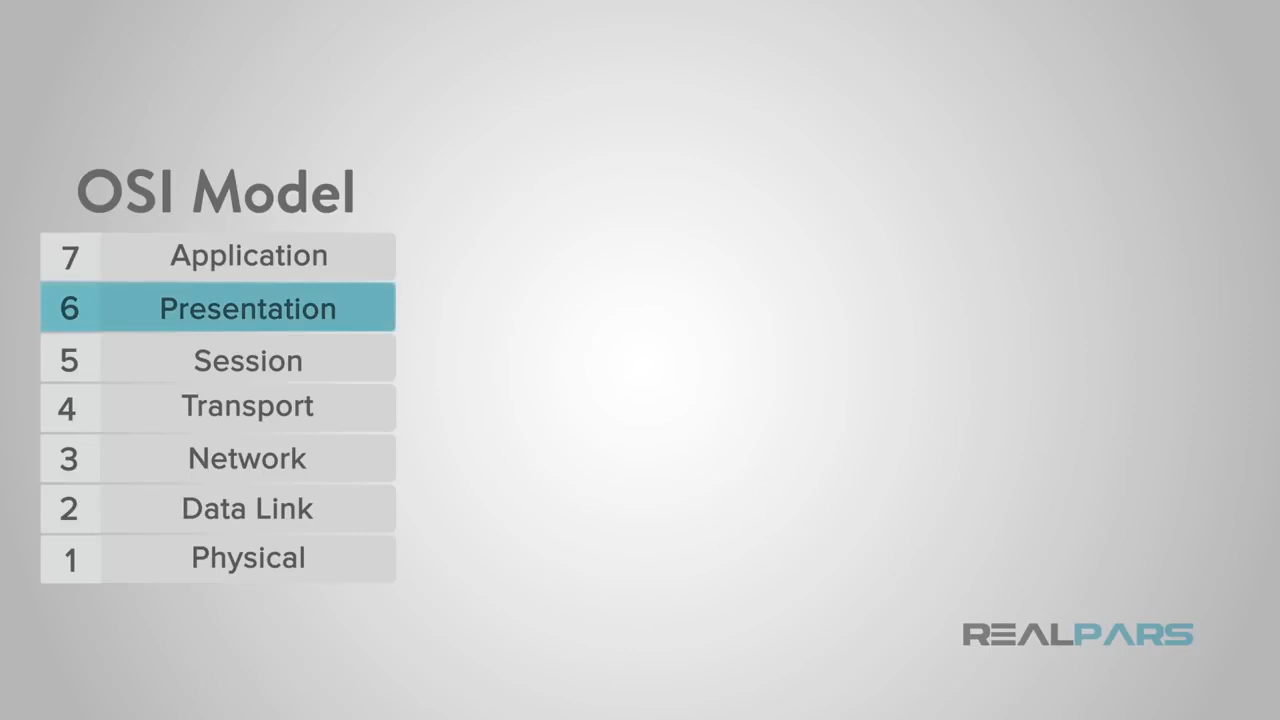 OSI Model
7 Application
6 Presentation
5 Session
4 Transport
3 Network
2 Data Link
1 Physical
REALPARS